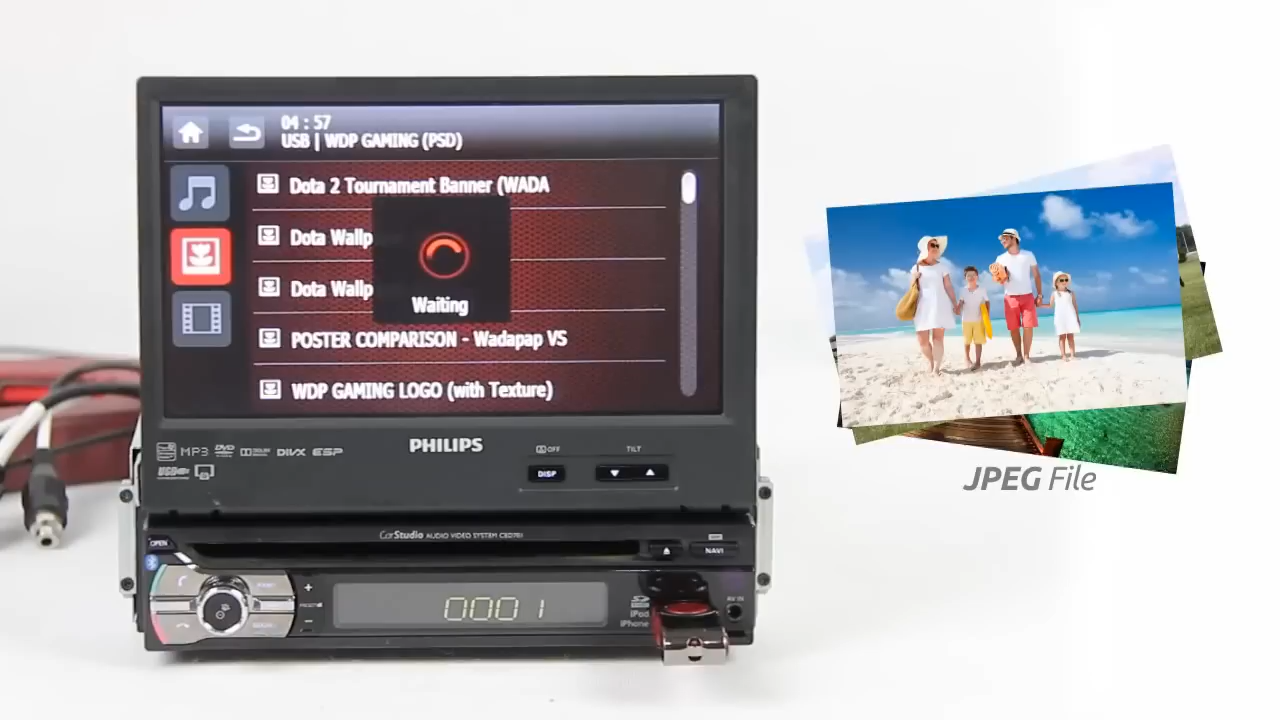 04 : 57
USB | WDP GAMING (PSD)
Dota 2 Tournament Banner (WADA
Dota Wallp
Dota Wallp
Waiting
POSTER COMPARISON - Wadapap VS
WDP GAMING LOGO (with Texture)
JPEG File
MP3
DVD
DIVX
ESP
USB
PHILIPS
OFF
TILT
DISP
CarStudio AUDIO VIDEO SYSTEM CED781
OPEN
NAVI
0001
iPod
iPhone
AV IN